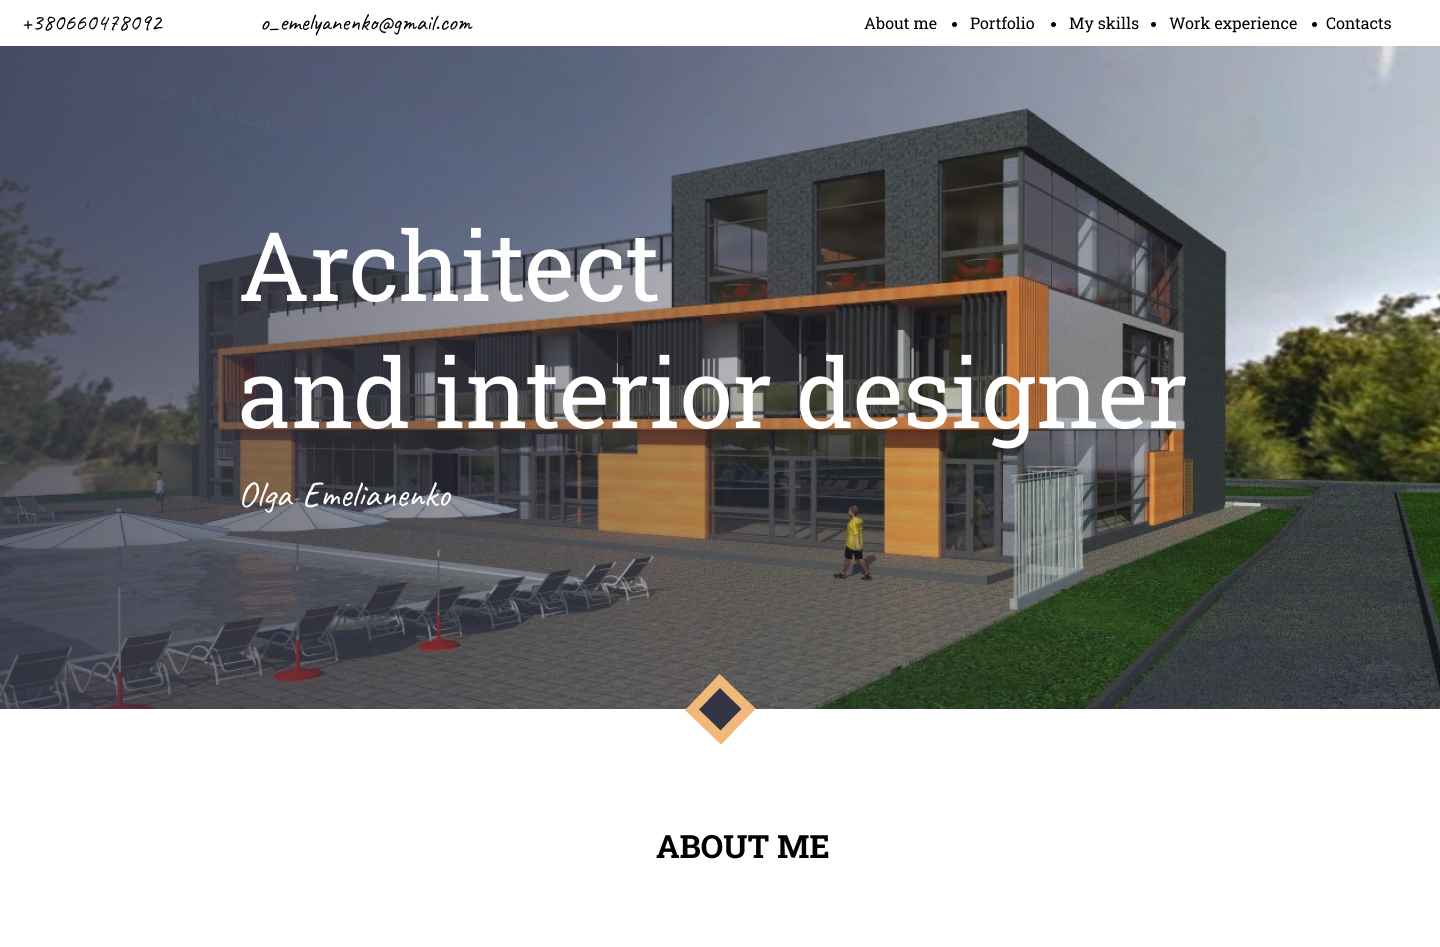 +380660478092
o_emelyanenko@gmail.com
About me • Portfolio • My skills • Work experience • Contacts
Architect
and interior designer
Olga Emelianenko
ABOUT ME